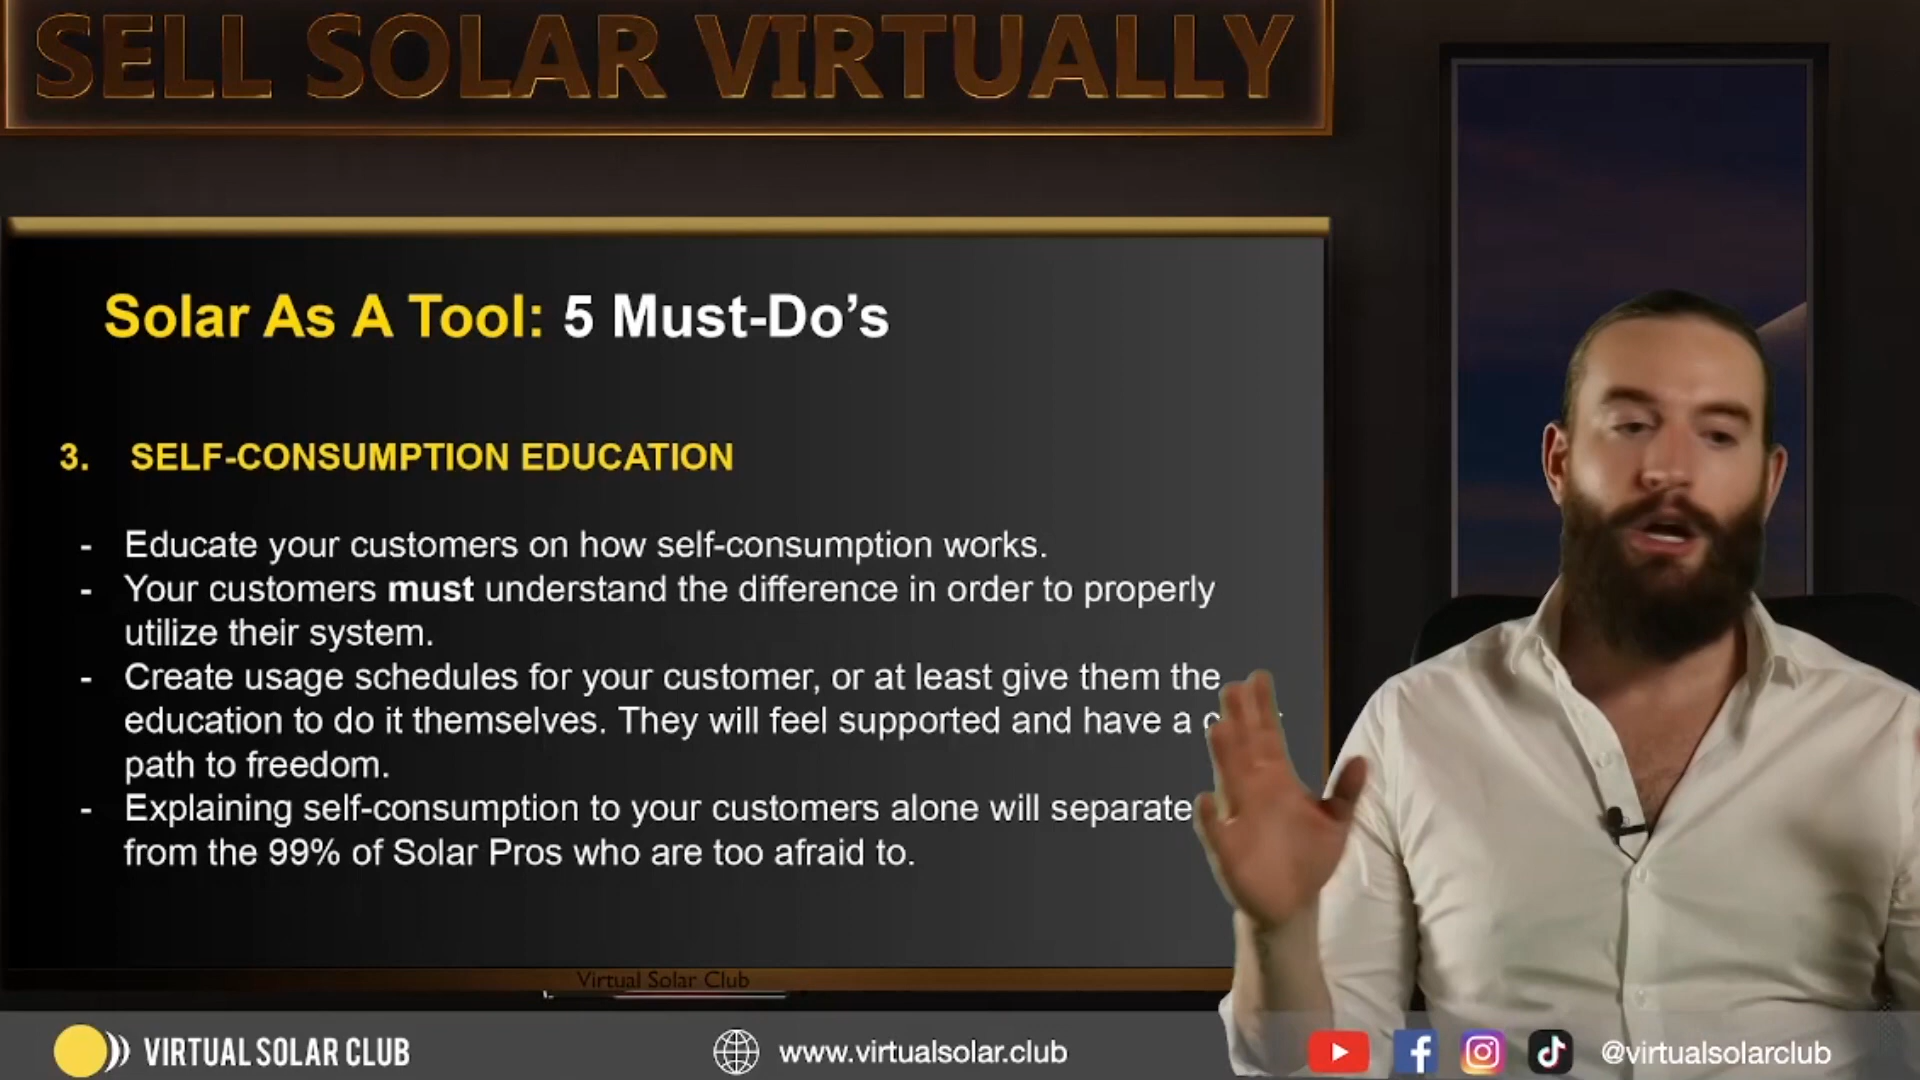 SELL SOLAR VIRTUALLY
Solar As A Tool: 5 Must-Do's
3. SELF-CONSUMPTION EDUCATION
- Educate your customers on how self-consumption works.
- Your customers must understand the difference in order to properly
utilize their system.
- Create usage schedules for your customer, or at least give them the
education to do it themselves. They will feel supported and have a
path to freedom.
- Explaining self-consumption to your customers alone will separate
from the 99% of Solar Pros who are too afraid to.
Virtual Solar Club
VIRTUAL SOLAR CLUB
www.virtualsolar.club
@virtualsolarclub